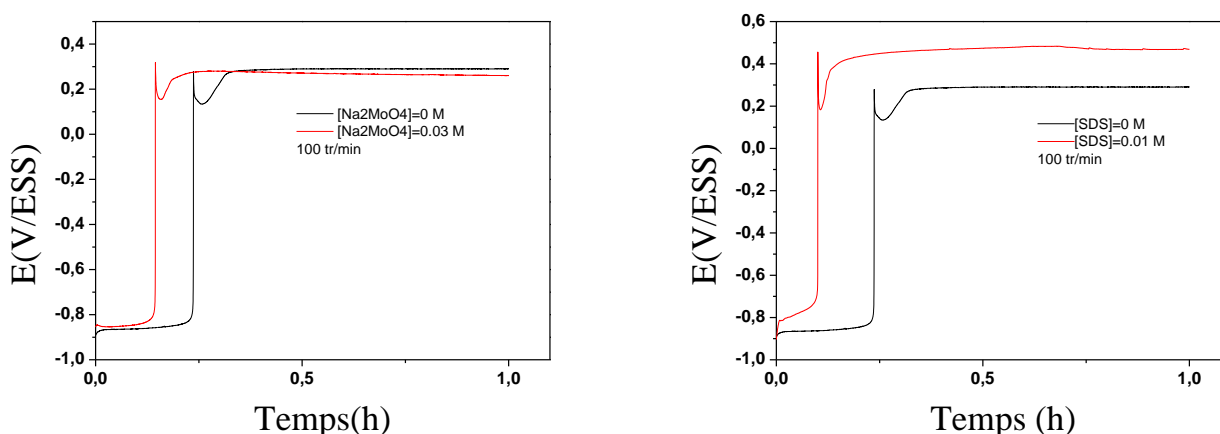 0,4
0,2
0,0
-0,2
-0,4
-0,6
-0,8
-1,0
E(V/ESS)
[Na2MoO4]=0 M
[Na2MoO4]=0.03 M
100 tr/min
0,0
0,5
1,0
Temps(h)
0,6
0,4
0,2
0,0
-0,2
-0,4
-0,6
-0,8
-1,0
E(V/ESS)
[SDS]=0 M
[SDS]=0.01 M
100 tr/min
0,0
0,5
1,0
Temps (h)